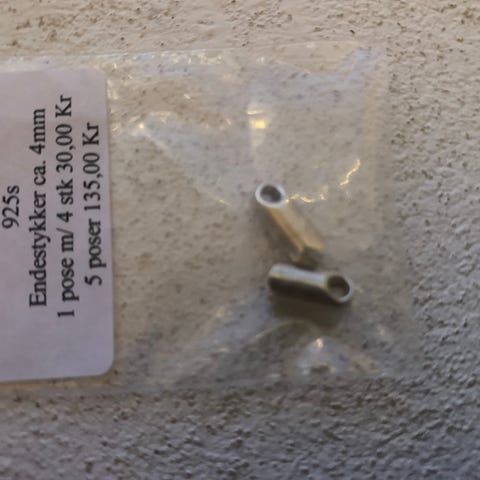 925s
Endestykker ca. 4mm
1 pose m/ 4 stk 30,00 Kr
5 poser 135,00 Kr